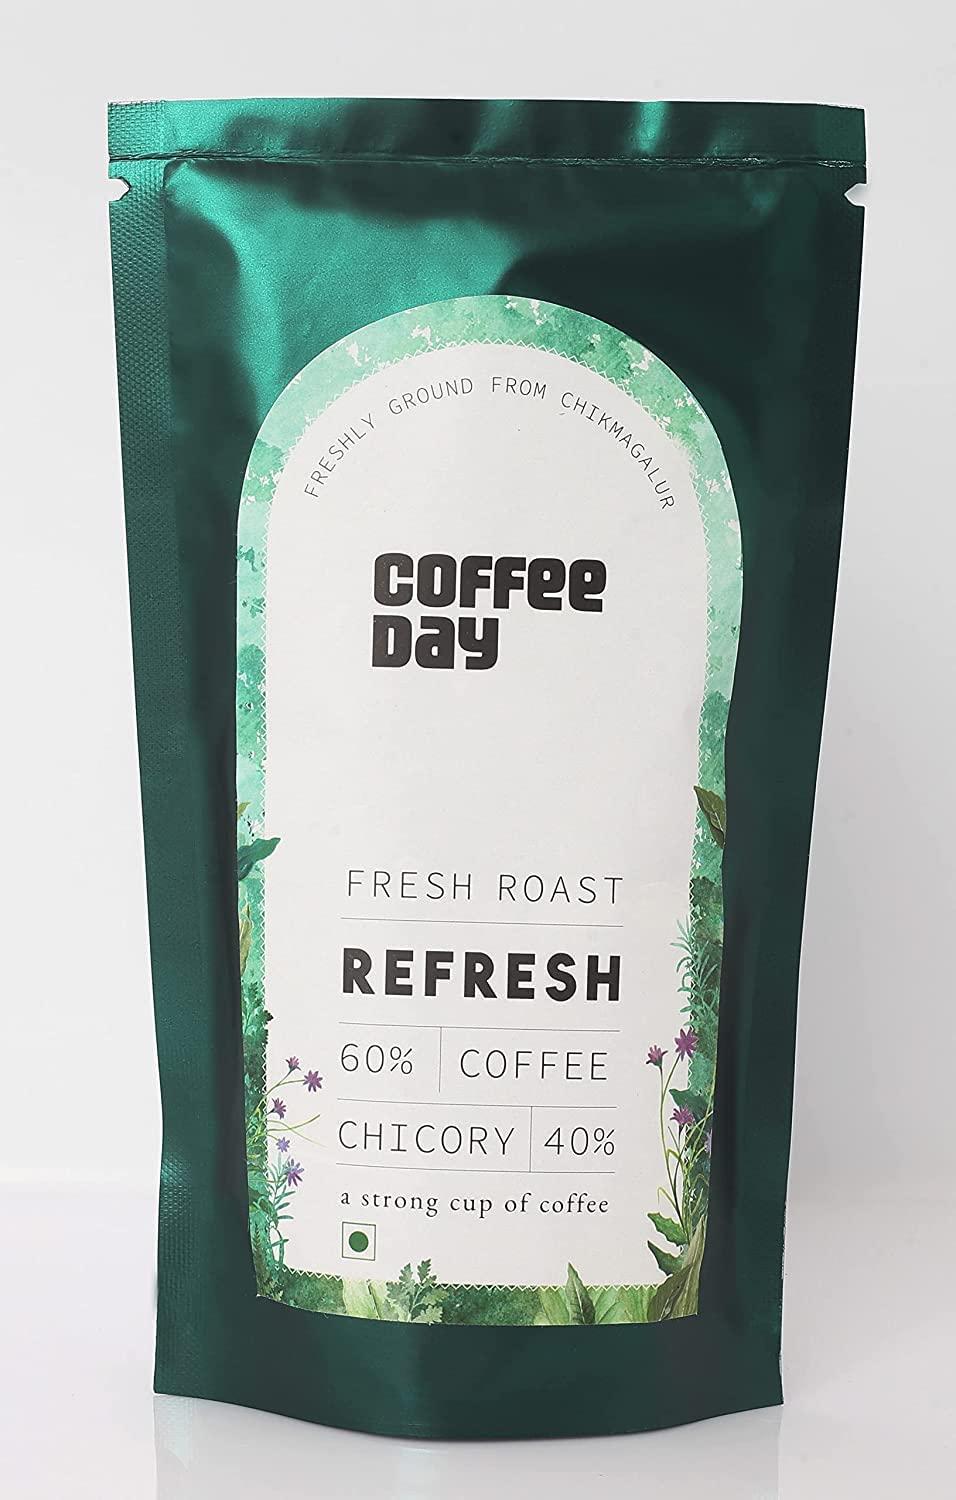 FRESHLY GROUND FROM CHIKMAGALUR
COFFee
Day
FRESH ROAST
REFRESH
60% COFFEE
CHICORY 40%
a strong cup of coffee